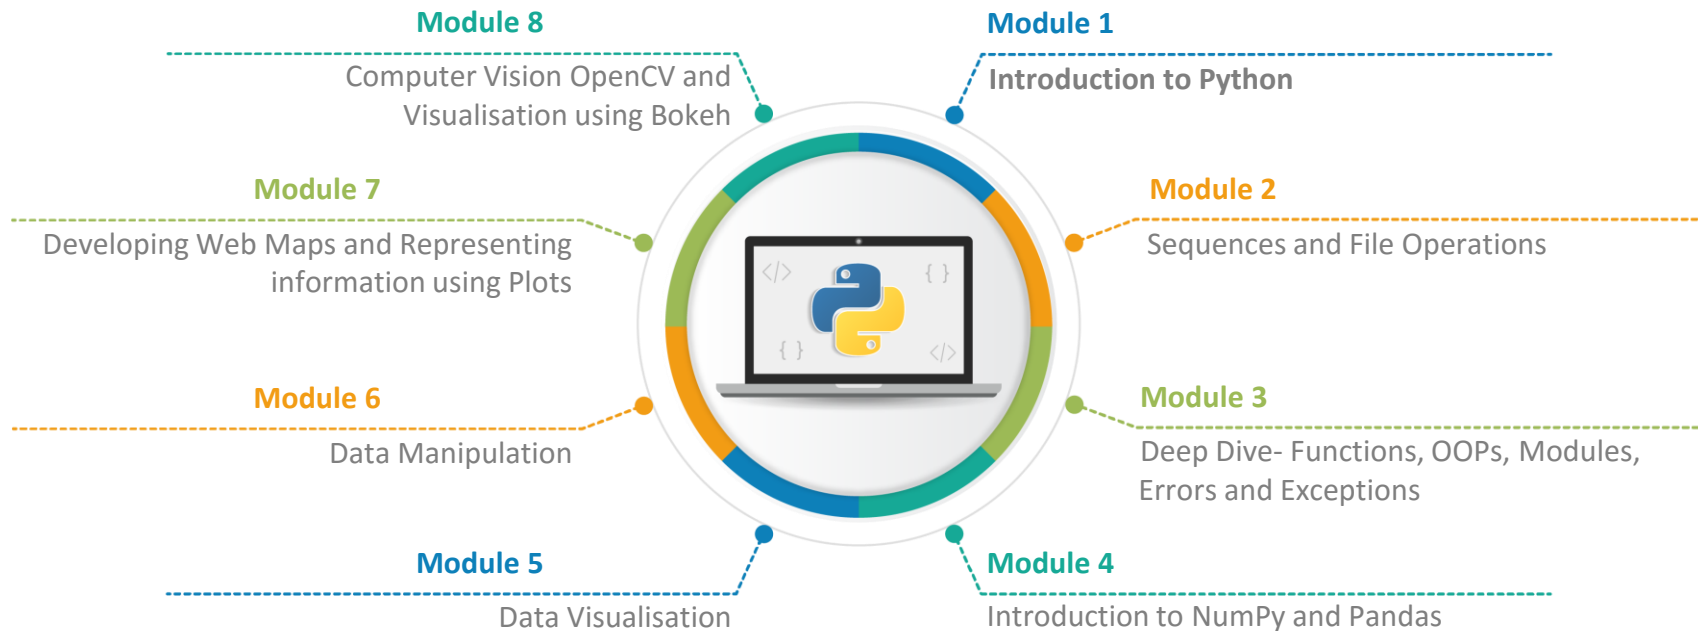 Module 1
Introduction to Python
Module 2
Sequences and File Operations
Module 3
Deep Dive- Functions, OOPs, Modules,
Errors and Exceptions
Module 4
Introduction to NumPy and Pandas
Module 5
Data Visualisation
Module 6
Data Manipulation
Module 7
Developing Web Maps and Representing
information using Plots
Module 8
Computer Vision OpenCV and
Visualisation using Bokeh
</> { }
{ } </>